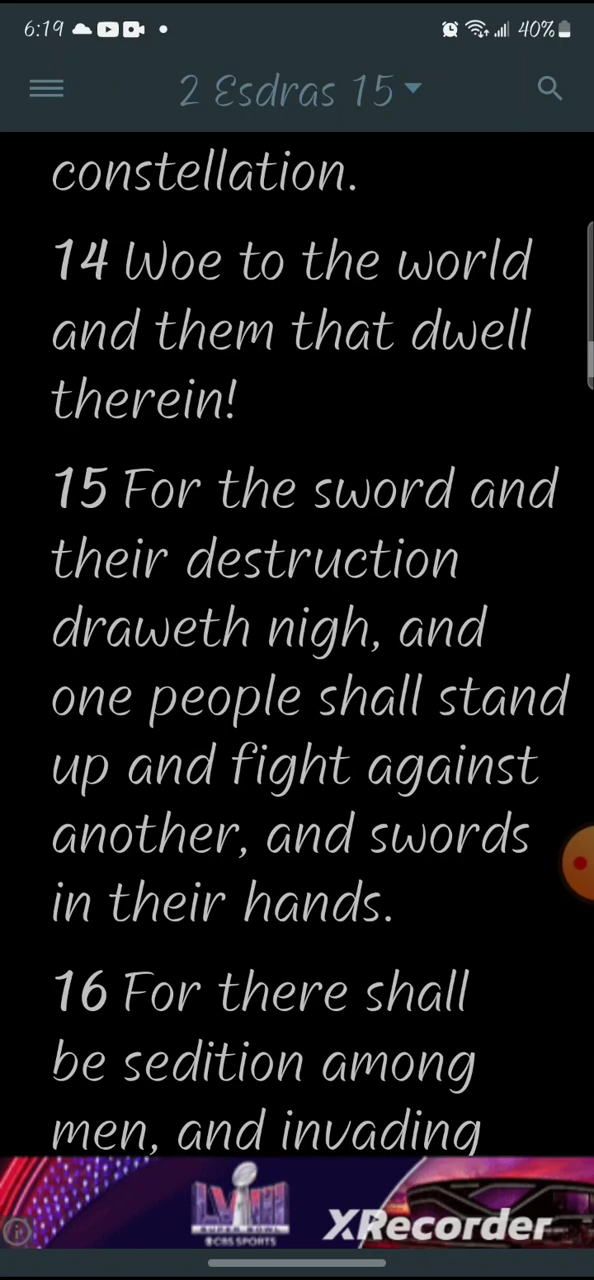 6:19
40%
2 Esdras 15
constellation.
14 Woe to the world
and them that dwell
therein!
15 For the sword and
their destruction
draweth nigh, and
one people shall stand
up and fight against
another, and swords
in their hands.
16 For there shall
be sedition among
men, and invading
LVIII
SUPER BOWL
CBS SPORTS
XRecorder